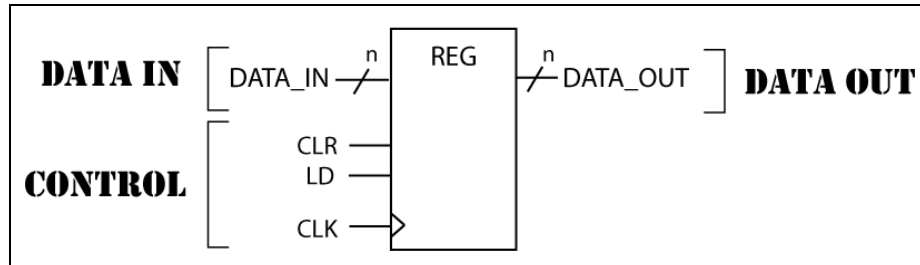 REG
n
n
DATA IN
DATA_IN
DATA_OUT
DATA OUT
CLR
LD
CONTROL
CLK